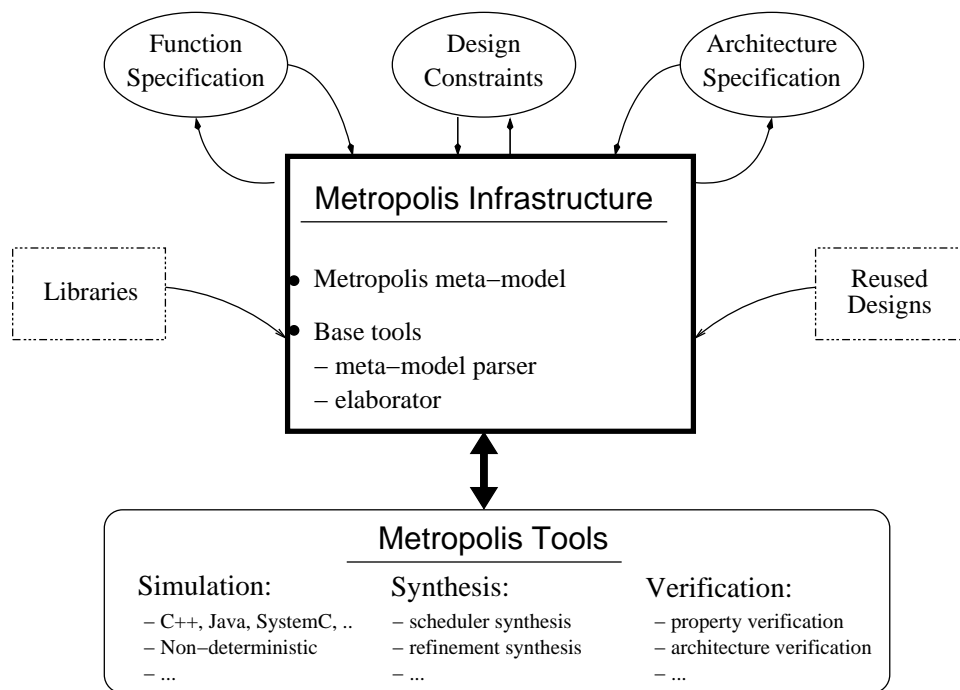 Function
Specification
Design
Constraints
Architecture
Specification
Metropolis Infrastructure
• Metropolis meta−model
• Base tools
− meta−model parser
− elaborator
Libraries
Reused
Designs
Metropolis Tools
Simulation:
− C++, Java, SystemC, ..
− Non−deterministic
− ...
Synthesis:
− scheduler synthesis
− refinement synthesis
− ...
Verification:
− property verification
− architecture verification
− ...